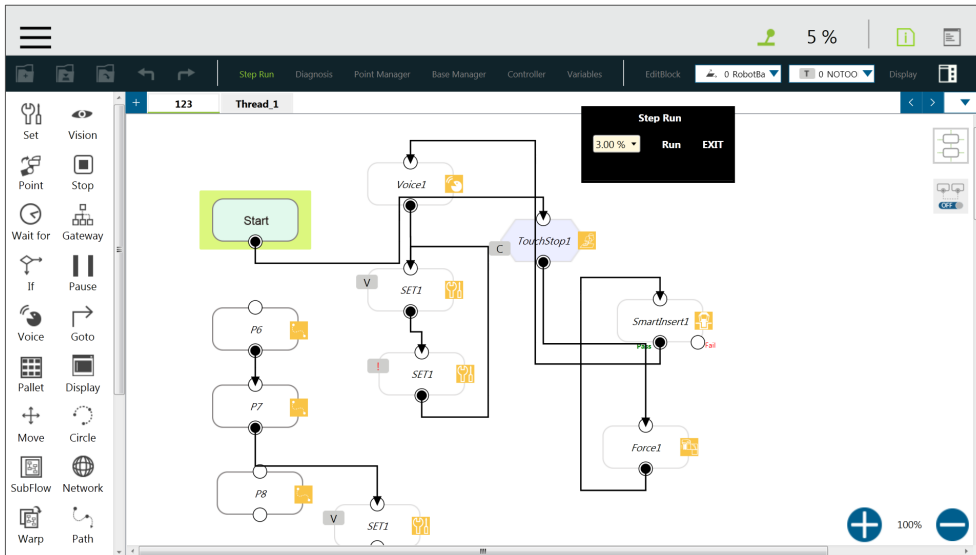 5 %
i
Step Run Diagnosis Point Manager Base Manager Controller Variables EditBlock 0 RobotBa T 0 NOTOO Display
+ 123 Thread_1 < >
Set Vision
Point Stop
Wait for Gateway
If Pause
Voice Goto
Pallet Display
Move Circle
SubFlow Network
Warp Path
Step Run
3.00 % Run EXIT
OFF
Voice1
Start
TouchStop1
C
V
SET1
SmartInsert1
Pass Fail
P6
!
SET1
P7
Force1
P8
V
SET1
100%